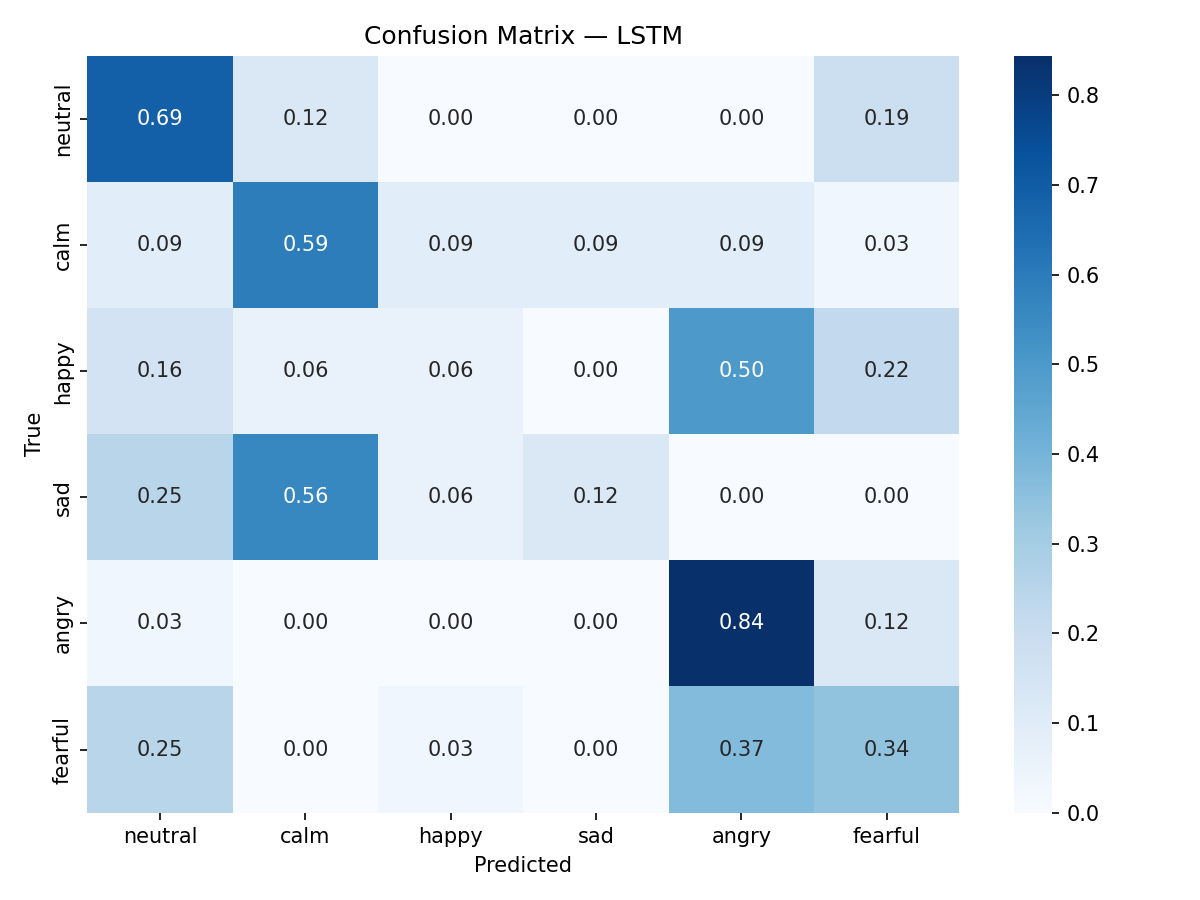 Confusion Matrix — LSTM
neutral 0.69 0.12 0.00 0.00 0.00 0.19
calm 0.09 0.59 0.09 0.09 0.09 0.03
happy 0.16 0.06 0.06 0.00 0.50 0.22
sad 0.25 0.56 0.06 0.12 0.00 0.00
angry 0.03 0.00 0.00 0.00 0.84 0.12
fearful 0.25 0.00 0.03 0.00 0.37 0.34
True
neutral calm happy sad angry fearful
Predicted
0.8
0.7
0.6
0.5
0.4
0.3
0.2
0.1
0.0